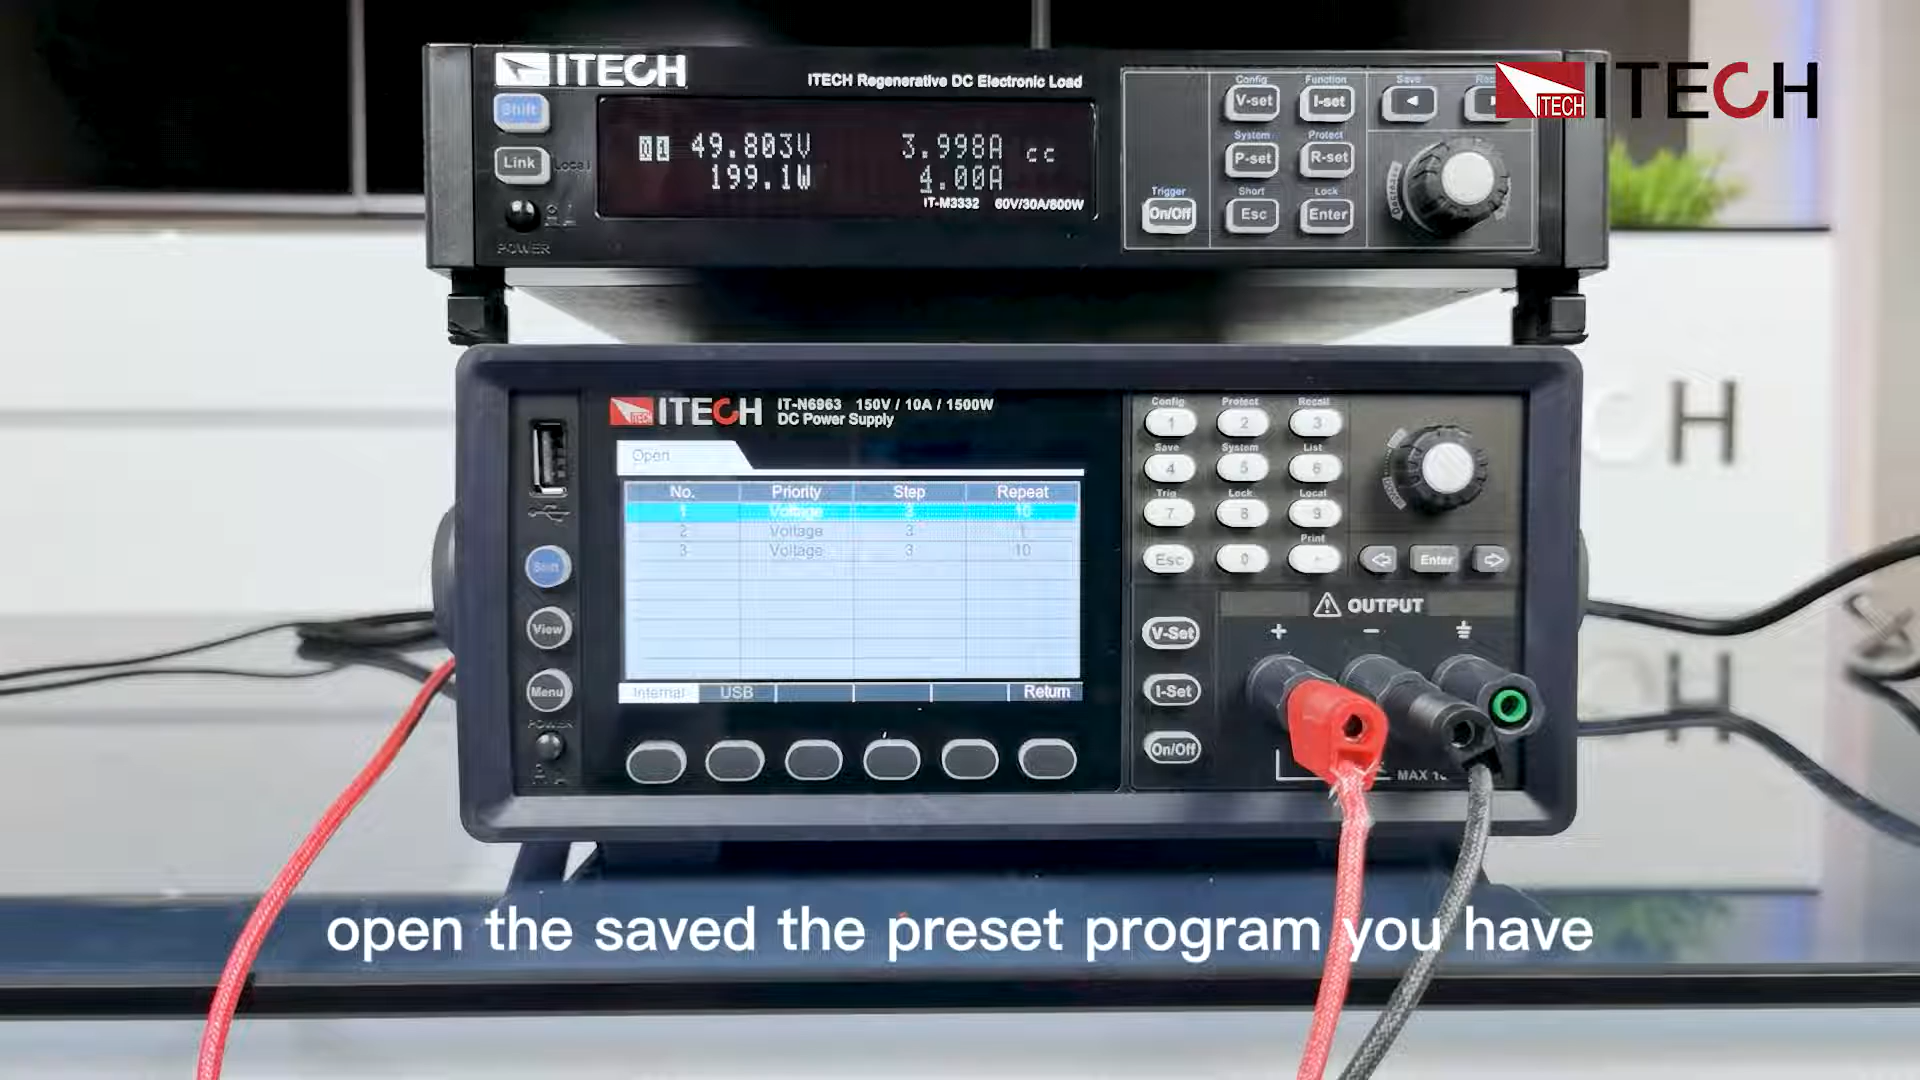 ITECH
ITECH Regenerative DC Electronic Load
Shift
Link
Local
POWER
01 49.803V 3.998A CC
199.1W 4.00A
IT-M3332 60V/30A/800W
Config Function Save
V-set I-set
System Protect
P-set R-set
Trigger Short Lock
On/Off Esc Enter
ITECH ITECH
ITECH ITECH
IT-N6963 150V / 10A / 1500W
DC Power Supply
Open
No. Priority Step Repeat
1 Voltage 3 10
2 Voltage 3 1
3 Voltage 3 10
Internal USB Return
Shift
View
Menu
POWER
Config Protect Recall
1 2 3
Save System List
4 5 6
Trig Lock Local
7 8 9
Print
Esc 0 .
Enter
OUTPUT
+ −
V-Set
I-Set
On/Off
MAX
H
H
open the saved the preset program you have